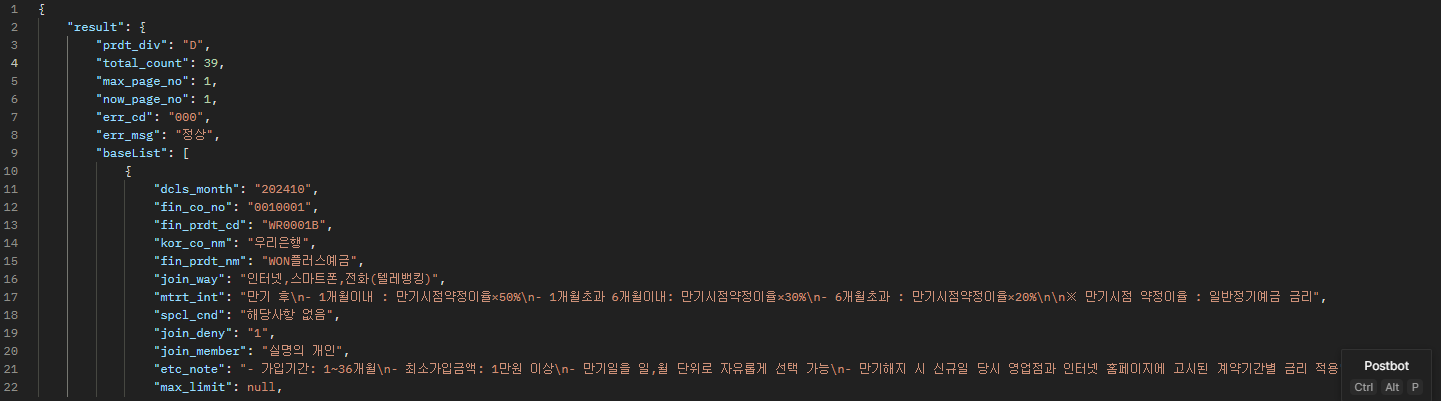 1 {
2 "result": {
3 "prdt_div": "D",
4 "total_count": 39,
5 "max_page_no": 1,
6 "now_page_no": 1,
7 "err_cd": "000",
8 "err_msg": "정상",
9 "baseList": [
10 {
11 "dcls_month": "202410",
12 "fin_co_no": "0010001",
13 "fin_prdt_cd": "WR0001B",
14 "kor_co_nm": "우리은행",
15 "fin_prdt_nm": "WON플러스예금",
16 "join_way": "인터넷,스마트폰,전화(텔레뱅킹)",
17 "mtrt_int": "만기 후\n- 1개월이내 : 만기시점약정이율×50%\n- 1개월초과 6개월이내: 만기시점약정이율×30%\n- 6개월초과 : 만기시점약정이율×20%\n\n※ 만기시점 약정이율 : 일반정기예금 금리",
18 "spcl_cnd": "해당사항 없음",
19 "join_deny": "1",
20 "join_member": "실명의 개인",
21 "etc_note": "- 가입기간: 1~36개월\n- 최소가입금액: 1만원 이상\n- 만기일을 일,월 단위로 자유롭게 선택 가능\n- 만기해지 시 신규일 당시 영업점과 인터넷 홈페이지에 고시된 계약기간별 금리 적용
22 "max_limit": null,
Postbot
Ctrl Alt P